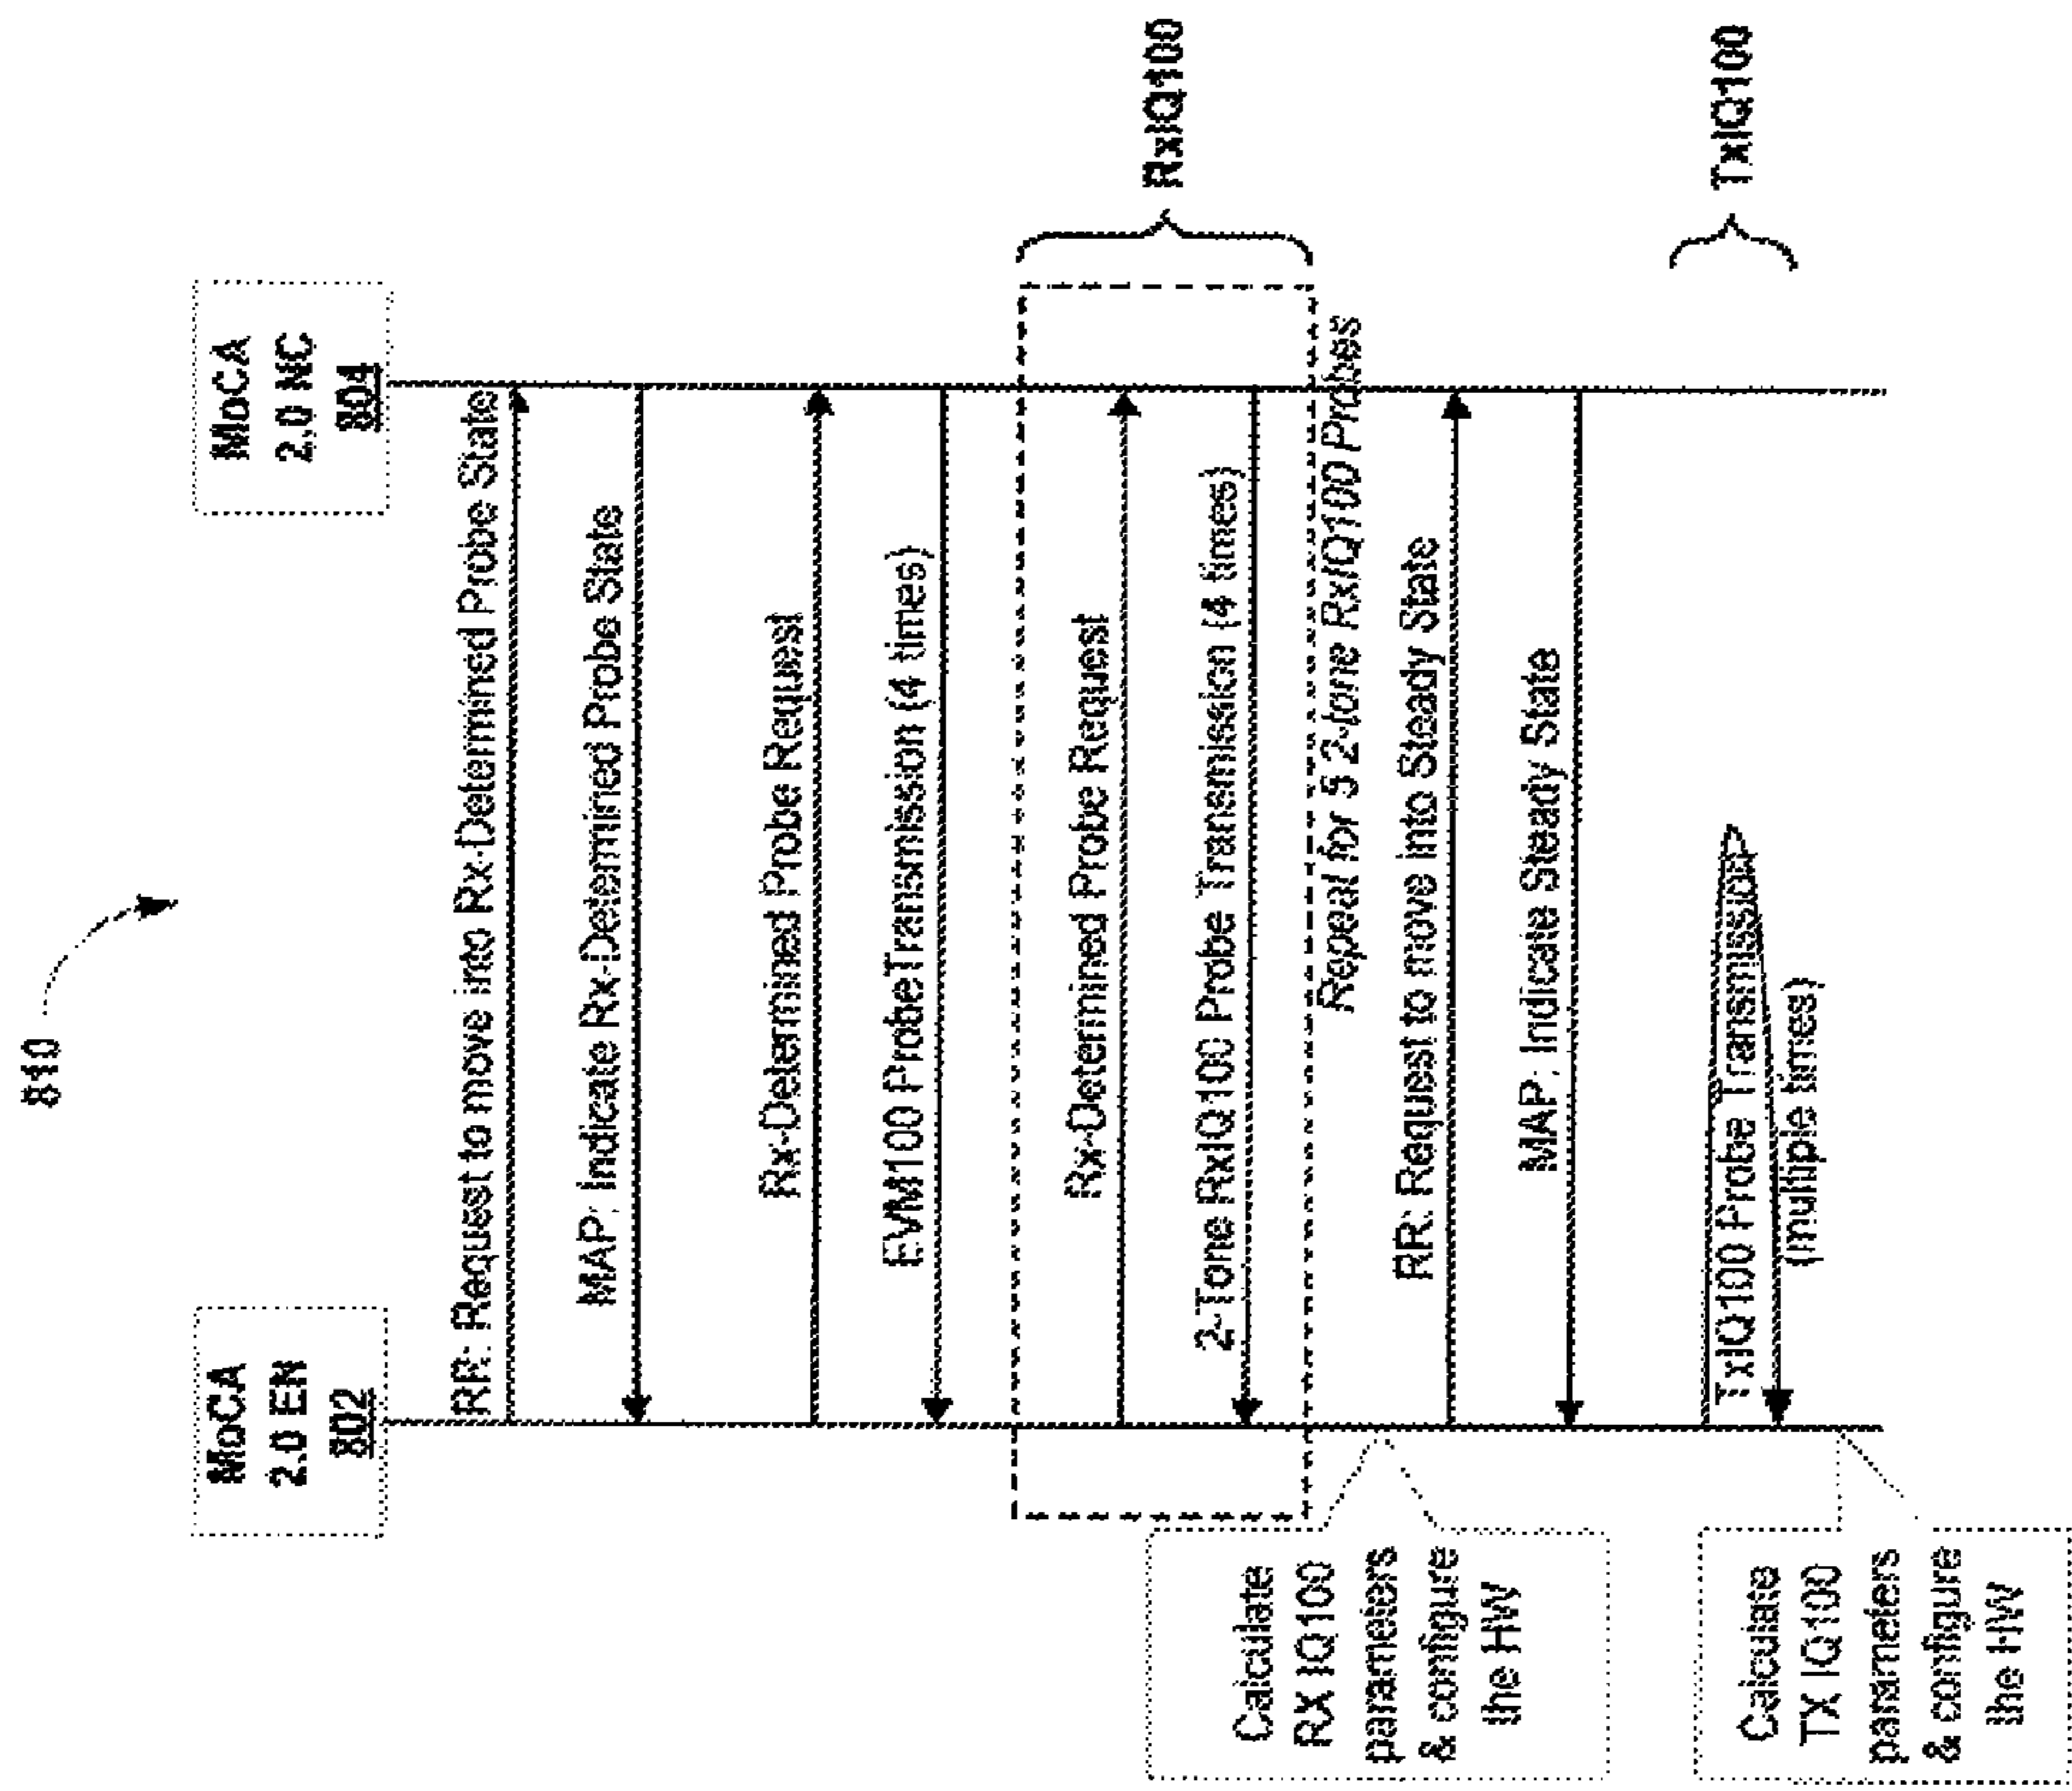 810
MoCA
2.0 EN
802
MoCA
2.0 NC
804
RR: Request to move into Rx-Determined Probe State
MAP: Indicate Rx-Determined Probe State
Rx-Determined Probe Request
EVM100 ProbeTransmission (4 times)
Rx-Determined Probe Request
2-Tone RxIQ100 Probe Transmission (4 times)
RxIQ100
Repeat for 5 2-tone RxIQ100 Probes
Calculate
RX IQ100
parameters
& configure
the HW
RR: Request to move into Steady State
MAP: Indicate Steady State
TxIQ100 Probe Transmission
(multiple times)
TxIQ100
Calculate
TX IQ100
parameters
& configure
the HW